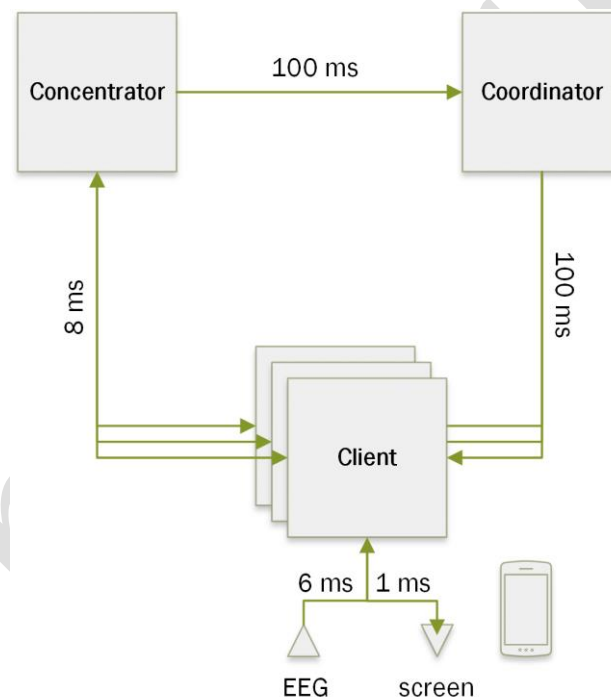 100 ms
Concentrator
Coordinator
8 ms
100 ms
Client
6 ms
1 ms
EEG
screen